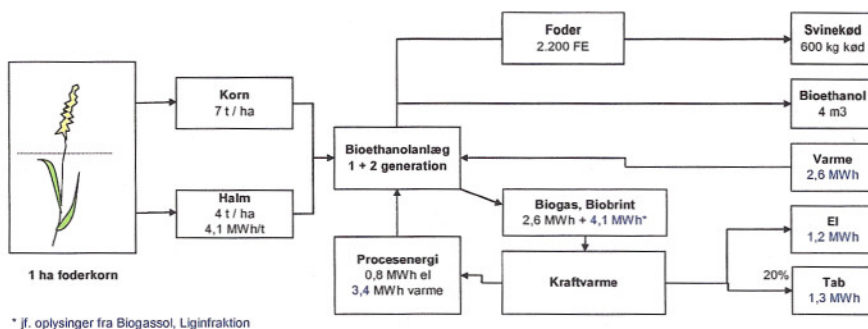 Foder
2.200 FE
Svinekød
600 kg kød
Korn
7 t / ha
Bioethanol
4 m3
Bioethanolanlæg
1 + 2 generation
Varme
2,6 MWh
Halm
4 t / ha
4,1 MWh/t
Biogas, Biobrint
2,6 MWh + 4,1 MWh*
El
1,2 MWh
Procesenergi
0,8 MWh el
3,4 MWh varme
Kraftvarme
20%
Tab
1,3 MWh
1 ha foderkorn
* jf. oplysinger fra Biogassol, Liginfraktion